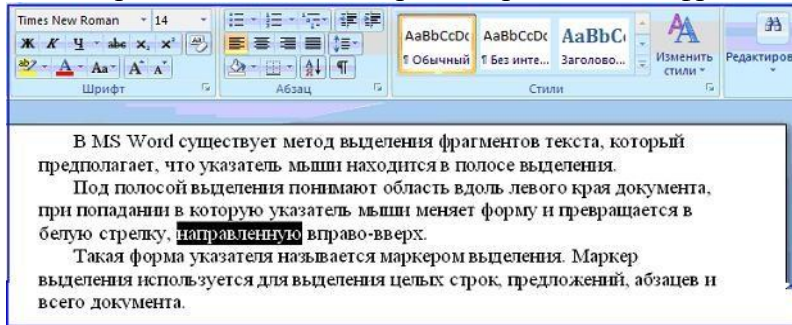 Times New Roman 14
Ж К Ч abe x₂ x²
aby A Aa A A
Шрифт
Абзац
AaBbCcDc AaBbCcDc AaBbC
¶ Обычный ¶ Без инте... Заголово...
Стили
Изменить
стили
Редактиров
В MS Word существует метод выделения фрагментов текста, который
предполагает, что указатель мыши находится в полосе выделения.
Под полосой выделения понимают область вдоль левого края документа,
при попадании в которую указатель мыши меняет форму и превращается в
белую стрелку, направленную вправо-вверх.
Такая форма указателя называется маркером выделения. Маркер
выделения используется для выделения целых строк, предложений, абзацев и
всего документа.